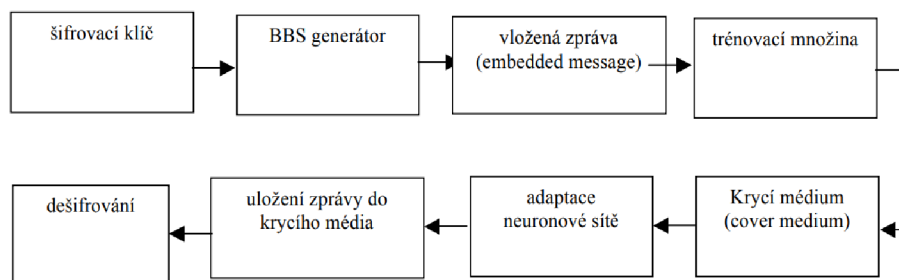 šifrovací klíč
BBS generátor
vložená zpráva
(embedded message)
trénovací množina
dešifrování
uložení zprávy do
krycího média
adaptace
neuronové sítě
Krycí médium
(cover medium)